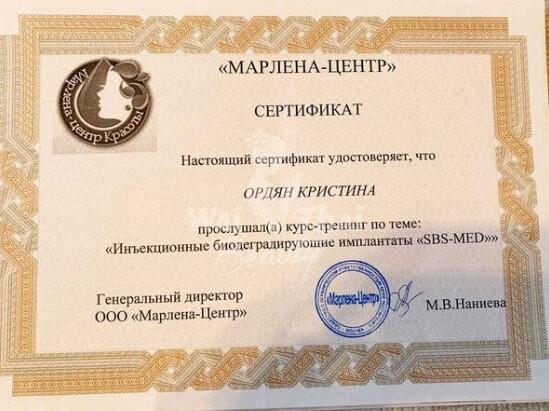 «МАРЛЕНА-ЦЕНТР»
Марлена-центр Красоты
СЕРТИФИКАТ
Настоящий сертификат удостоверяет, что
ОРДЯН КРИСТИНА
прослушал(а) курс-тренинг по теме:
«Инъекционные биодеградирующие имплантаты «SBS-MED»»
Генеральный директор
ООО «Марлена-Центр»
«Марлена-Центр»
МОСКВА
М.В.Наниева